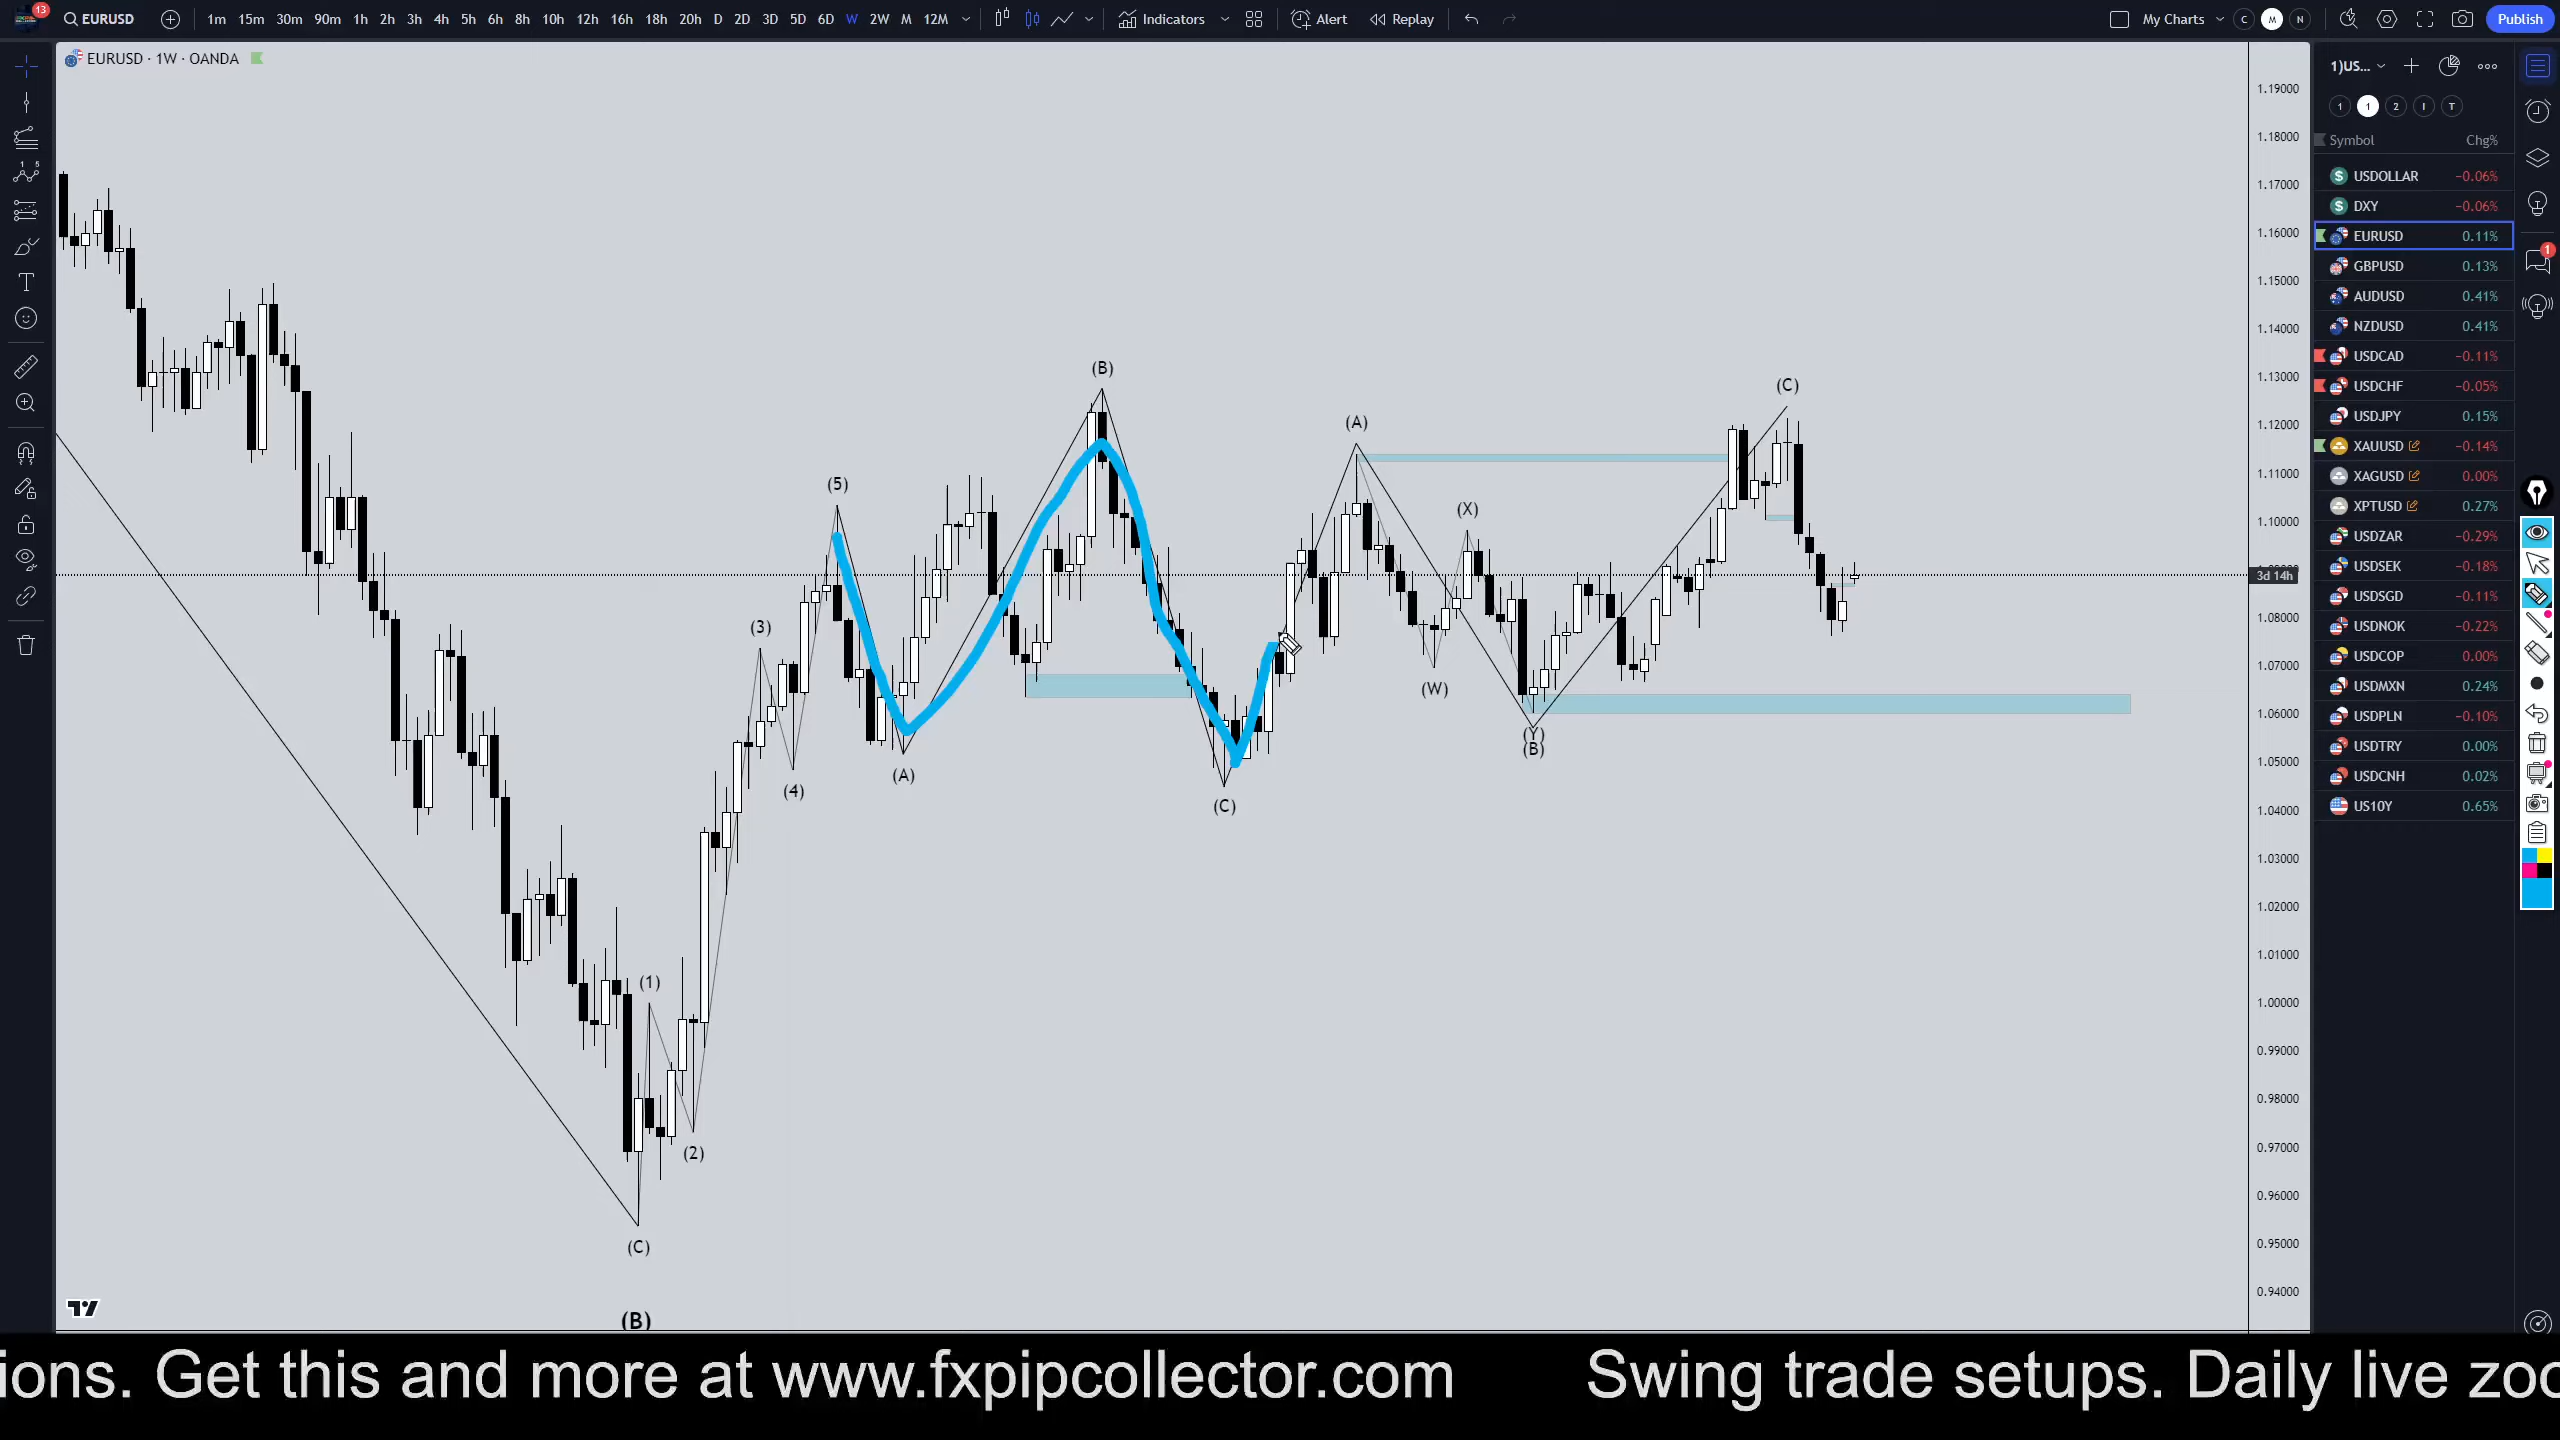 13
EURUSD
1m 15m 30m 90m 1h 2h 3h 4h 5h 6h 8h 10h 12h 16h 18h 20h D 2D 3D 5D 6D W 2W M 12M
Indicators
Alert
Replay
My Charts
C M N
Publish
EURUSD · 1W · OANDA
1)US...
1 1 2 I T
Symbol Chg%
USDOLLAR −0.06%
DXY −0.06%
EURUSD 0.11%
GBPUSD 0.13%
AUDUSD 0.41%
NZDUSD 0.41%
USDCAD −0.11%
USDCHF −0.05%
USDJPY 0.15%
XAUUSD −0.14%
XAGUSD 0.00%
XPTUSD 0.27%
USDZAR −0.29%
USDSEK −0.18%
USDSGD −0.11%
USDNOK −0.22%
USDCOP 0.00%
USDMXN 0.24%
USDPLN −0.10%
USDTRY 0.00%
USDCNH 0.02%
US10Y 0.65%
1
1.19000
1.18000
1.17000
1.16000
1.15000
1.14000
1.13000
1.12000
1.11000
1.10000
3d 14h
1.08000
1.07000
1.06000
1.05000
1.04000
1.03000
1.02000
1.01000
1.00000
0.99000
0.98000
0.97000
0.96000
0.95000
0.94000
(B)
(C)
(A)
(5)
(X)
(3)
(W)
(Y)
(B)
(A)
(4)
(C)
(1)
(2)
(C)
(B)
ions. Get this and more at www.fxpipcollector.com Swing trade setups. Daily live zoo